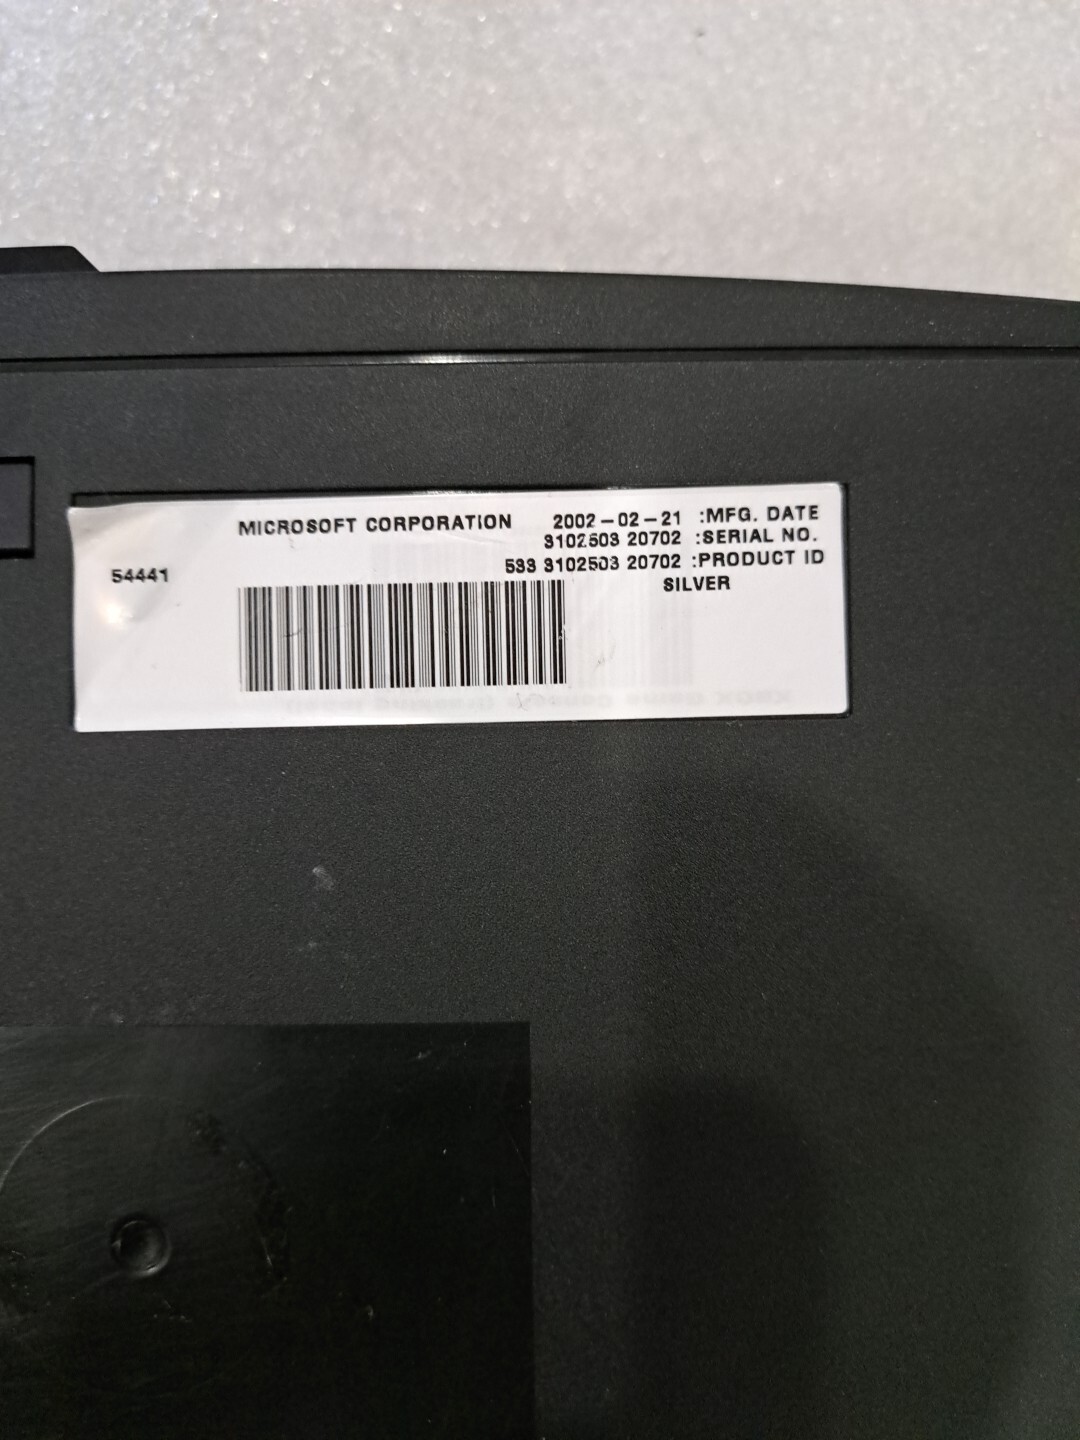 MICROSOFT CORPORATION
2002-02-21 :MFG. DATE
3102503 20702 :SERIAL NO.
533 3102503 20702 :PRODUCT ID
SILVER
54441